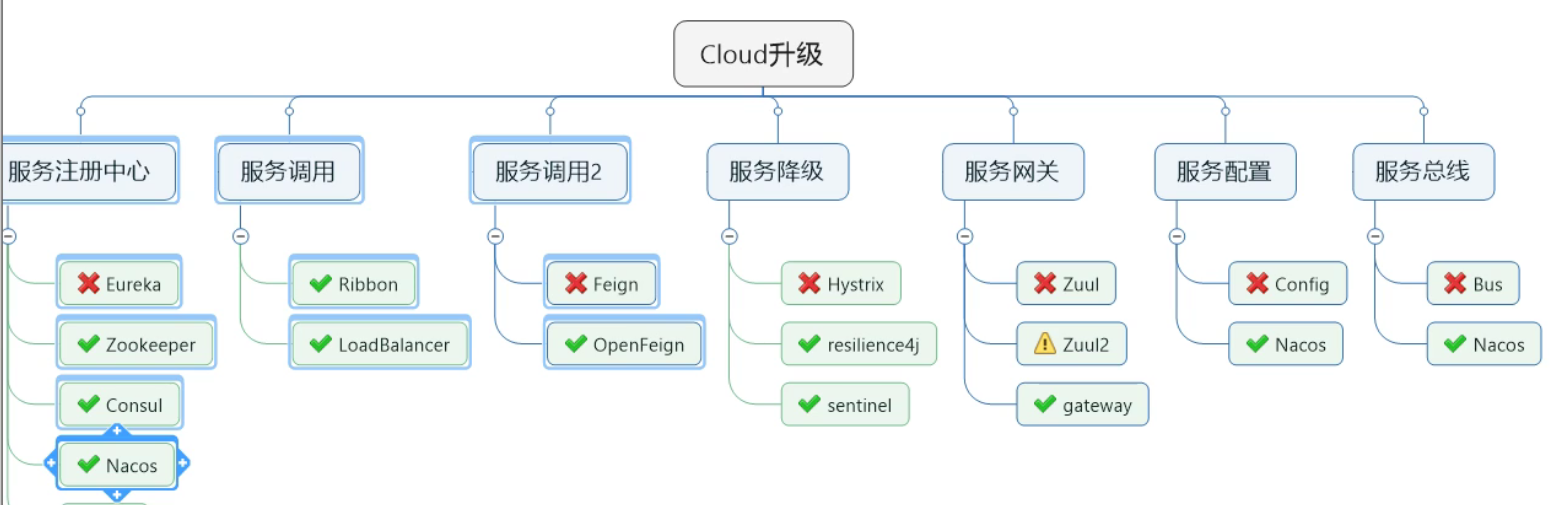 Cloud升级
服务注册中心
服务调用
服务调用2
服务降级
服务网关
服务配置
服务总线
Eureka
Zookeeper
Consul
Nacos
Ribbon
LoadBalancer
Feign
OpenFeign
Hystrix
resilience4j
sentinel
Zuul
Zuul2
gateway
Config
Nacos
Bus
Nacos